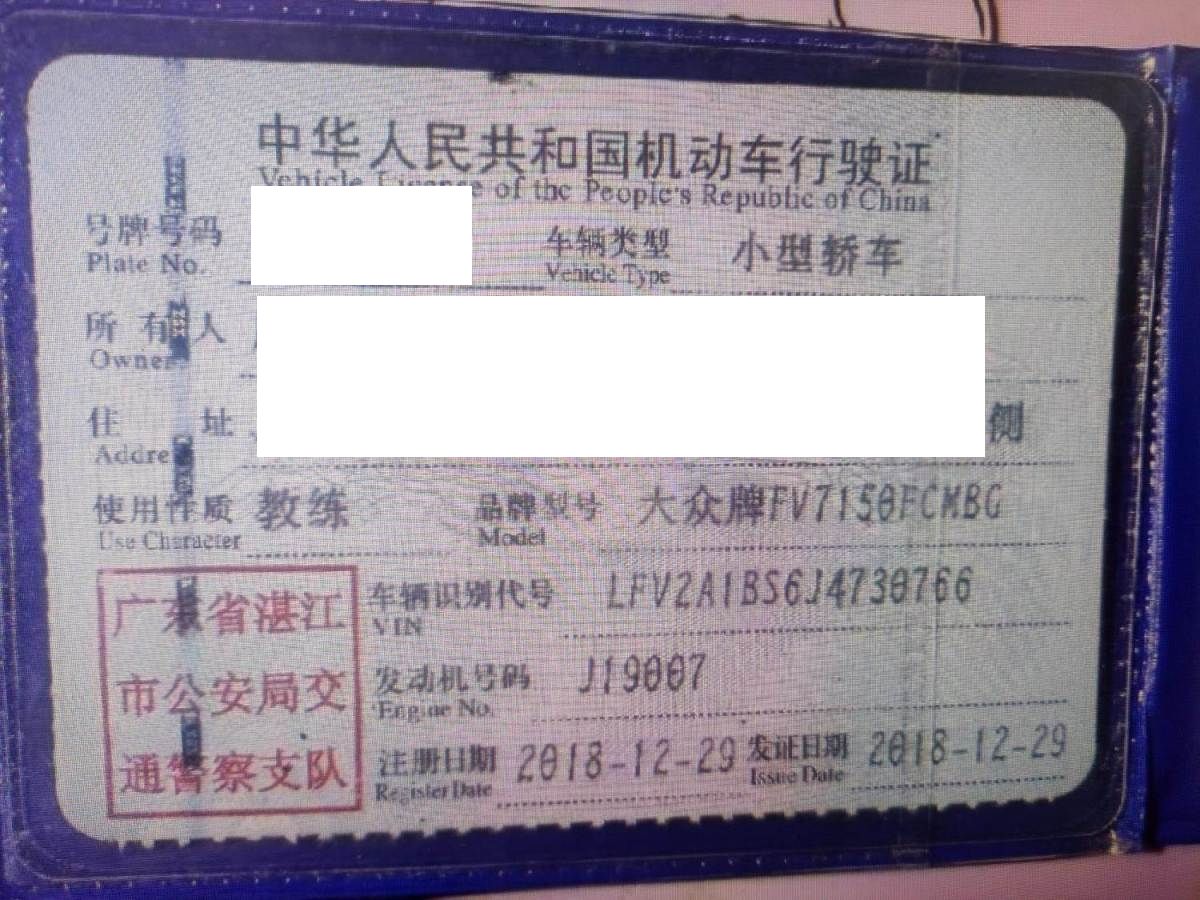 中华人民共和国机动车行驶证
Vehicle License of the People's Republic of China
号牌号码 车辆类型 小型轿车
Plate No. Vehicle Type
所有人
Owner
住址 侧
Addre
使用性质 教练 品牌型号 大众牌FV7150FCMBG
Use Character Model
广东省湛江
市公安局交
通警察支队
车辆识别代号 LFV2A1BS6J4730766
VIN
发动机号码 J19007
Engine No.
注册日期 2018-12-29 发证日期 2018-12-29
Register Date Issue Date